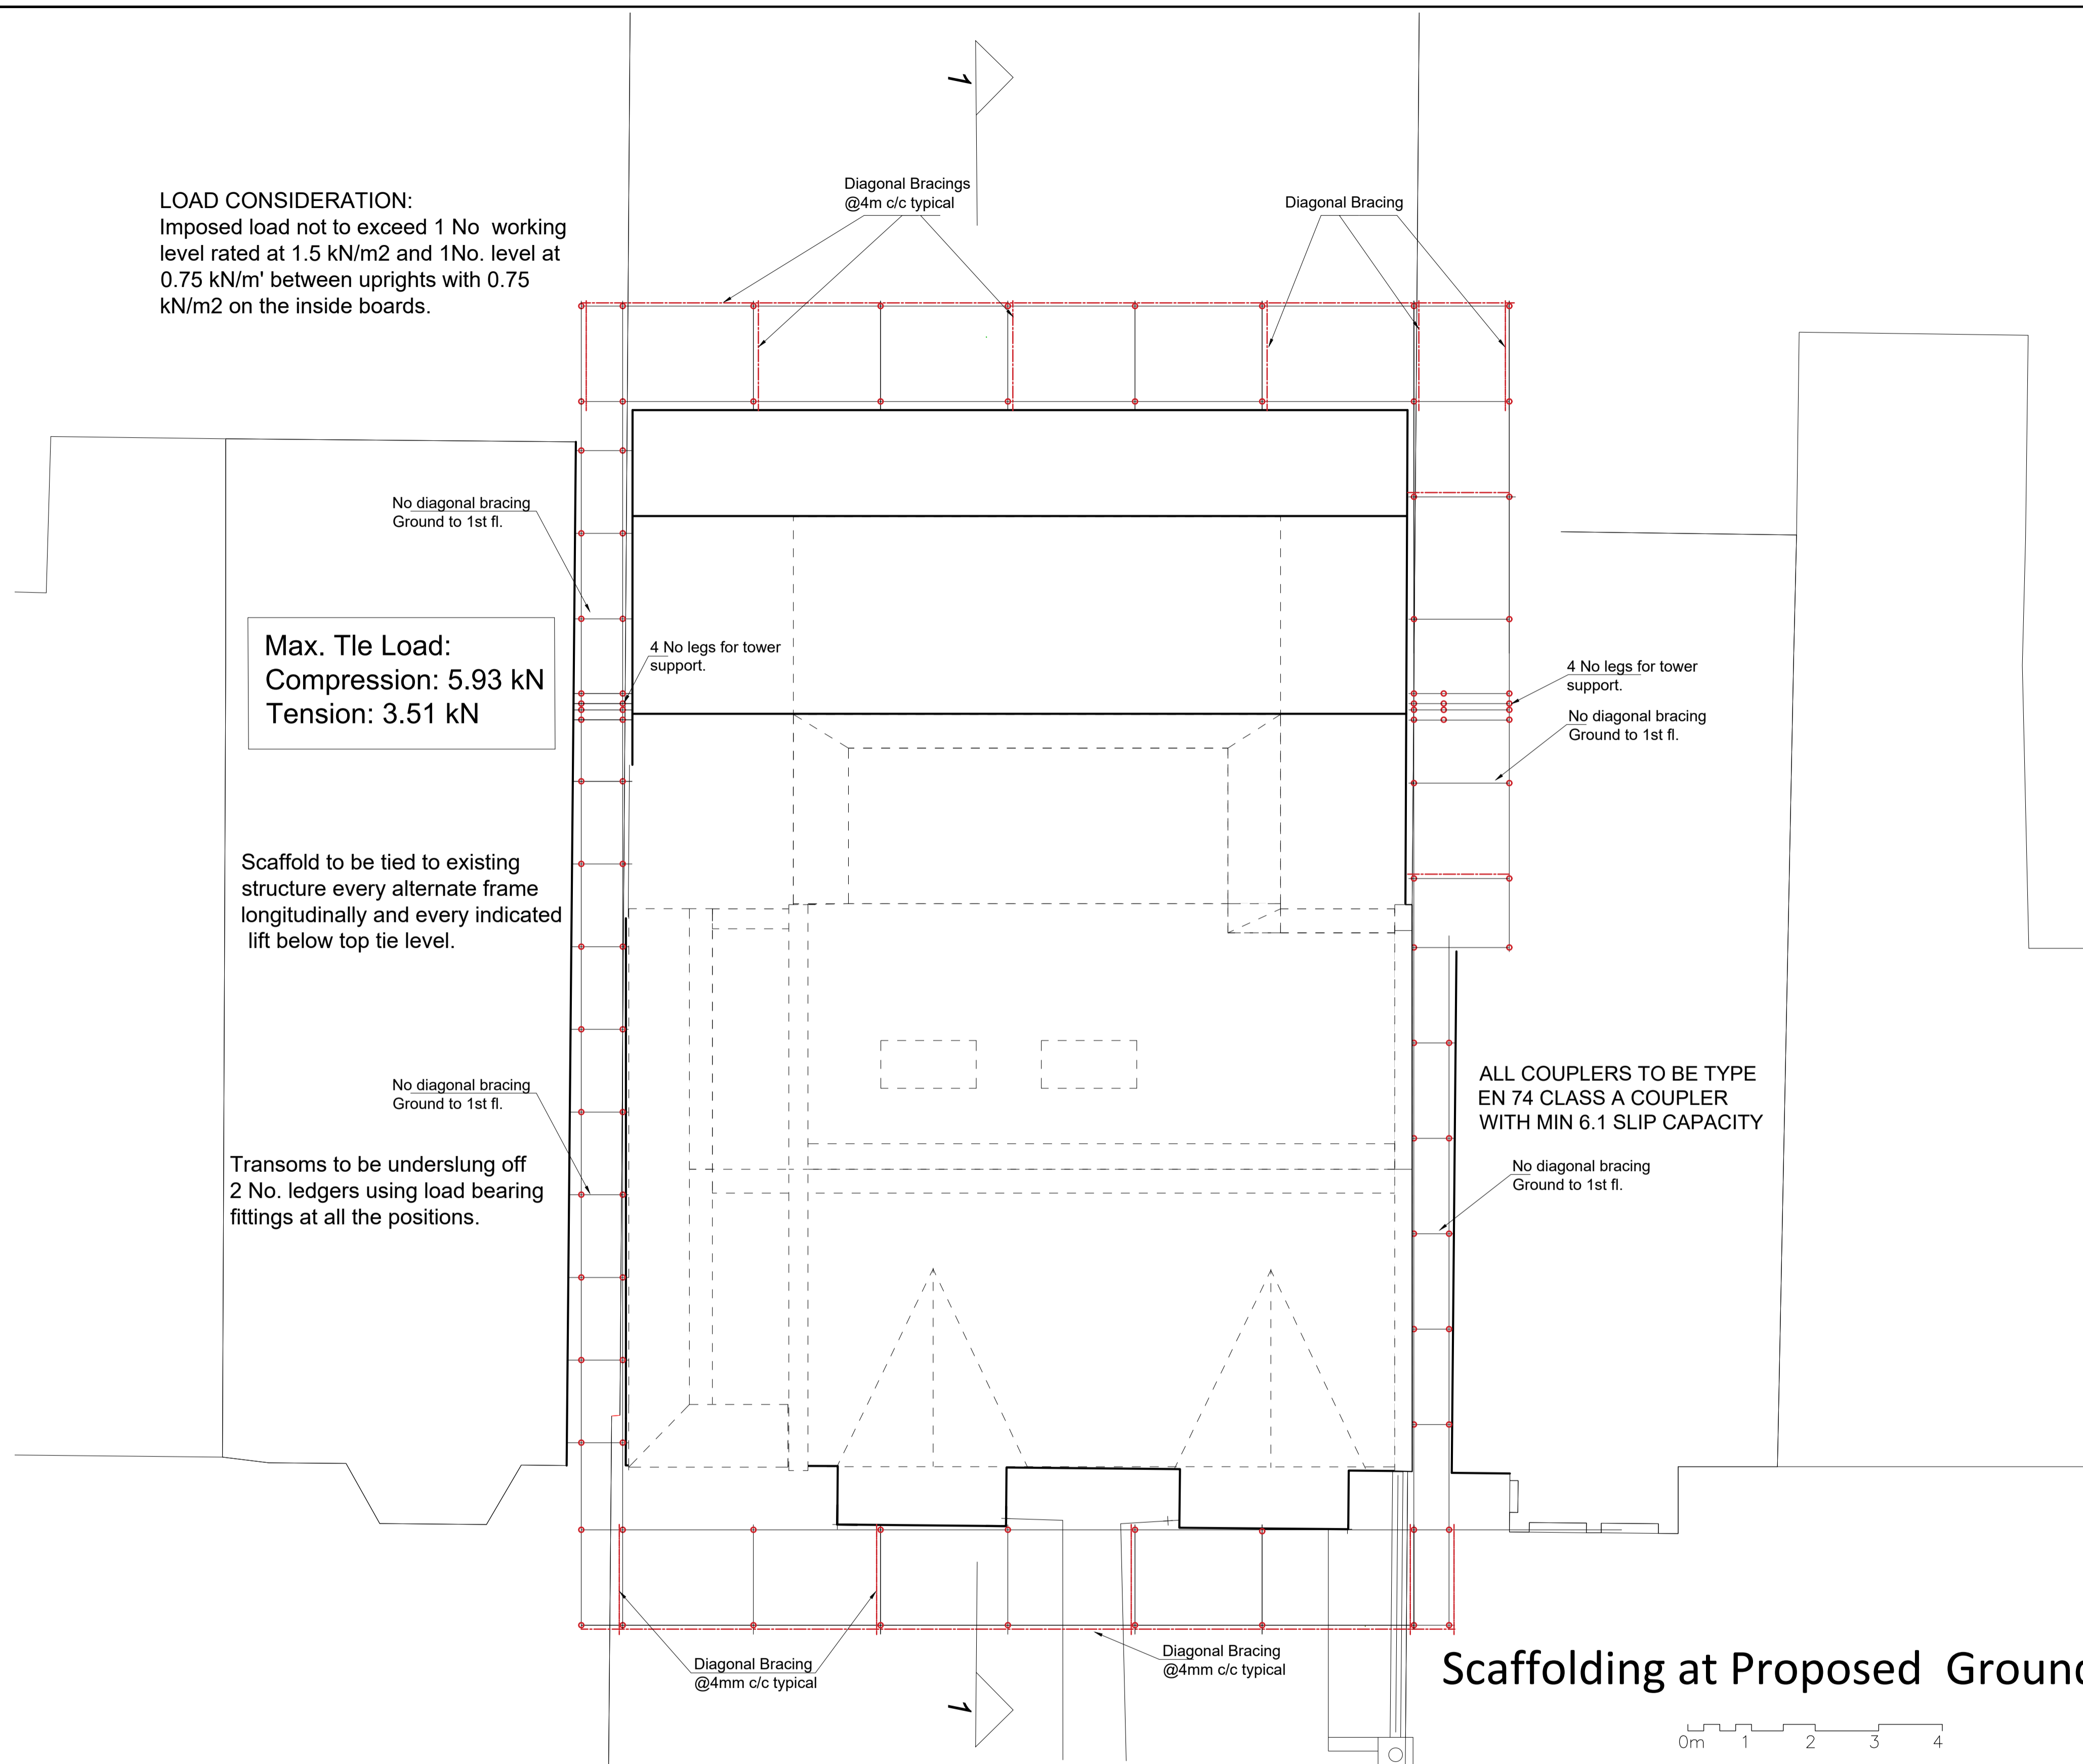 1
Diagonal Bracings
@4m c/c typical
Diagonal Bracing
LOAD CONSIDERATION:
Imposed load not to exceed 1 No working
level rated at 1.5 kN/m2 and 1No. level at
0.75 kN/m' between uprights with 0.75
kN/m2 on the inside boards.
No diagonal bracing
Ground to 1st fl.
Max. Tle Load:
Compression: 5.93 kN
Tension: 3.51 kN
4 No legs for tower
support.
4 No legs for tower
support.
No diagonal bracing
Ground to 1st fl.
Scaffold to be tied to existing
structure every alternate frame
longitudinally and every indicated
lift below top tie level.
No diagonal bracing
Ground to 1st fl.
ALL COUPLERS TO BE TYPE
EN 74 CLASS A COUPLER
WITH MIN 6.1 SLIP CAPACITY
Transoms to be underslung off
2 No. ledgers using load bearing
fittings at all the positions.
No diagonal bracing
Ground to 1st fl.
Diagonal Bracing
@4mm c/c typical
Diagonal Bracing
@4mm c/c typical
1
Scaffolding at Proposed Ground
0m 1 2 3 4